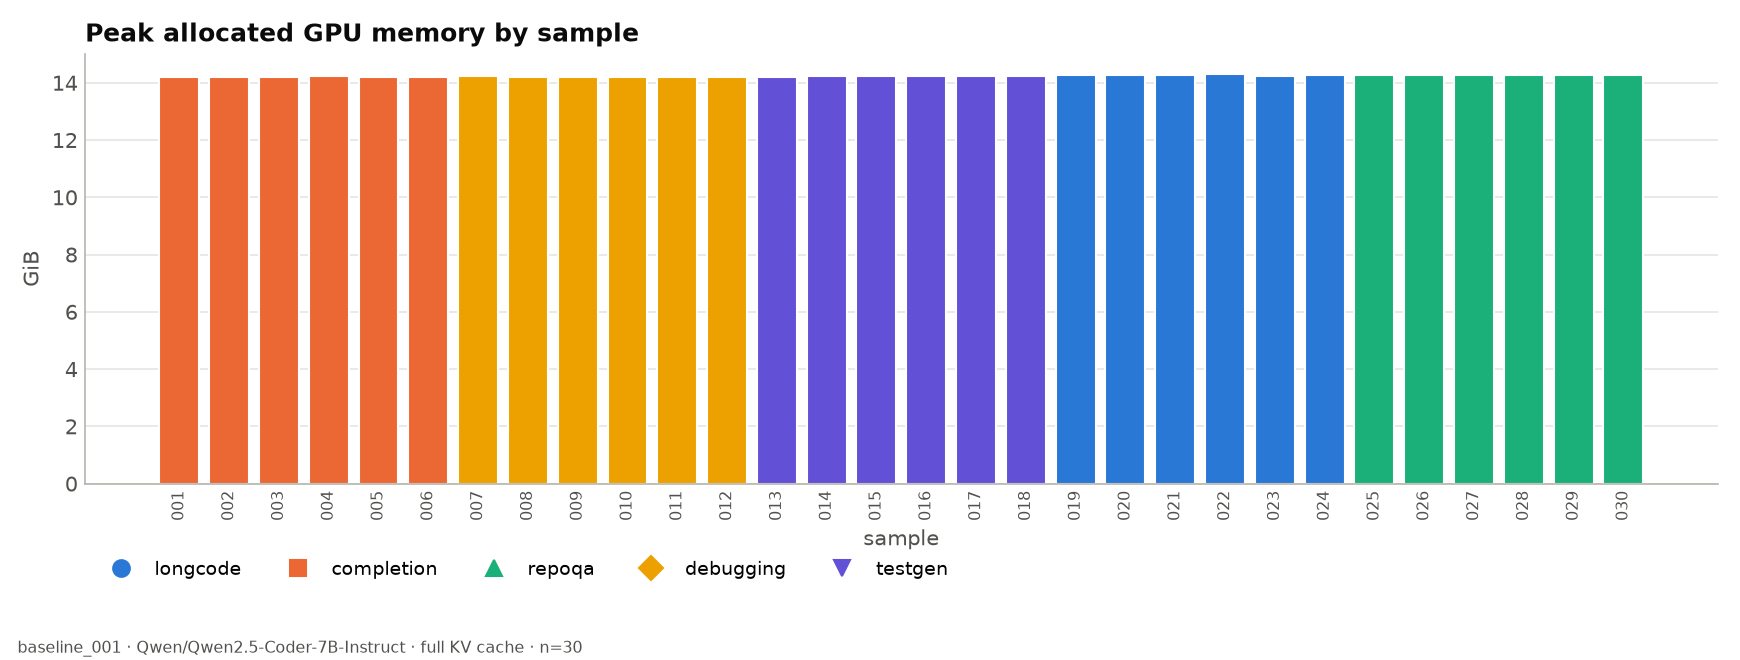 Peak allocated GPU memory by sample
14
12
10
8
6
4
2
0
GiB
001 002 003 004 005 006 007 008 009 010 011 012 013 014 015 016 017 018 019 020 021 022 023 024 025 026 027 028 029 030
sample
longcode completion repoqa debugging testgen
baseline_001 · Qwen/Qwen2.5-Coder-7B-Instruct · full KV cache · n=30